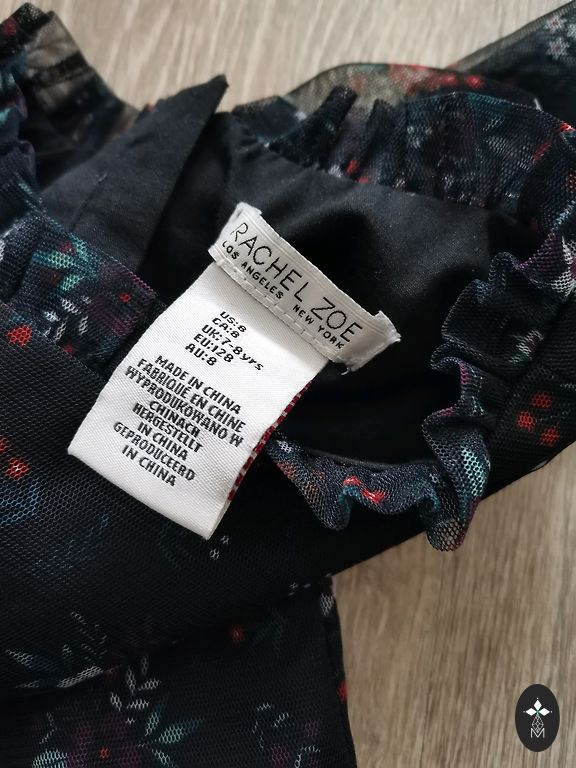 RACHEL ZOE
LOS ANGELES NEW YORK
US:8
CA:8
UK:7-8yrs
EU:128
AU:8
MADE IN CHINA
FABRIQUÉ EN CHINE
WYPRODUKOWANO W
CHINACH
HERGESTELLT
IN CHINA
GEPRODUCEERD
IN CHINA
M